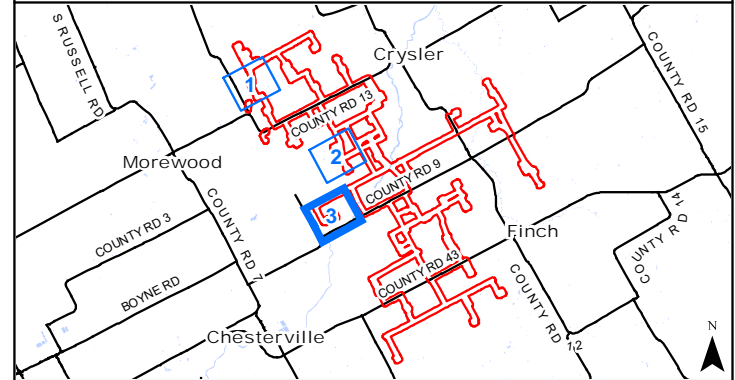 S RUSSELL RD
Crysler
COUNTY RD 15
1
COUNTY RD 13
Morewood
2
COUNTY RD 9
COUNTY RD 3
COUNTY RD 7
3
COUNTY RD 14
Finch
BOYNE RD
COUNTY RD 43
COUNTY RD 12
Chesterville
N